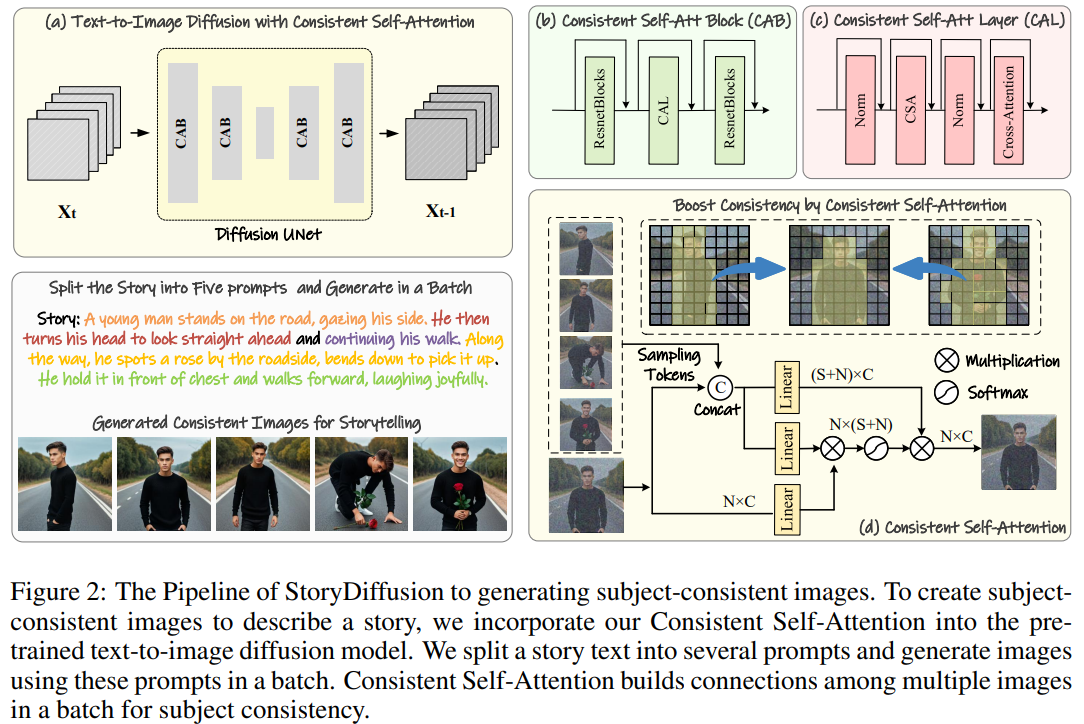 (a) Text-to-Image Diffusion with Consistent Self-Attention
CAB
CAB
CAB
CAB
Xt
Xt-1
Diffusion UNet
(b) Consistent Self-Att Block (CAB)
ResnetBlocks
CAL
ResnetBlocks
(c) Consistent Self-Att Layer (CAL)
Norm
CSA
Norm
Cross-Attention
Split the Story into Five prompts and Generate in a Batch
Story: A young man stands on the road, gazing his side. He then
turns his head to look straight ahead and continuing his walk. Along
the way, he spots a rose by the roadside, bends down to pick it up.
He hold it in front of chest and walks forward, laughing joyfully.
Generated Consistent Images for Storytelling
Boost Consistency by Consistent Self-Attention
Sampling
Tokens
C
Concat
Linear
(S+N)×C
Multiplication
Softmax
Linear
N×(S+N)
N×C
N×C
Linear
(d) Consistent Self-Attention
Figure 2: The Pipeline of StoryDiffusion to generating subject-consistent images. To create subject-
consistent images to describe a story, we incorporate our Consistent Self-Attention into the pre-
trained text-to-image diffusion model. We split a story text into several prompts and generate images
using these prompts in a batch. Consistent Self-Attention builds connections among multiple images
in a batch for subject consistency.